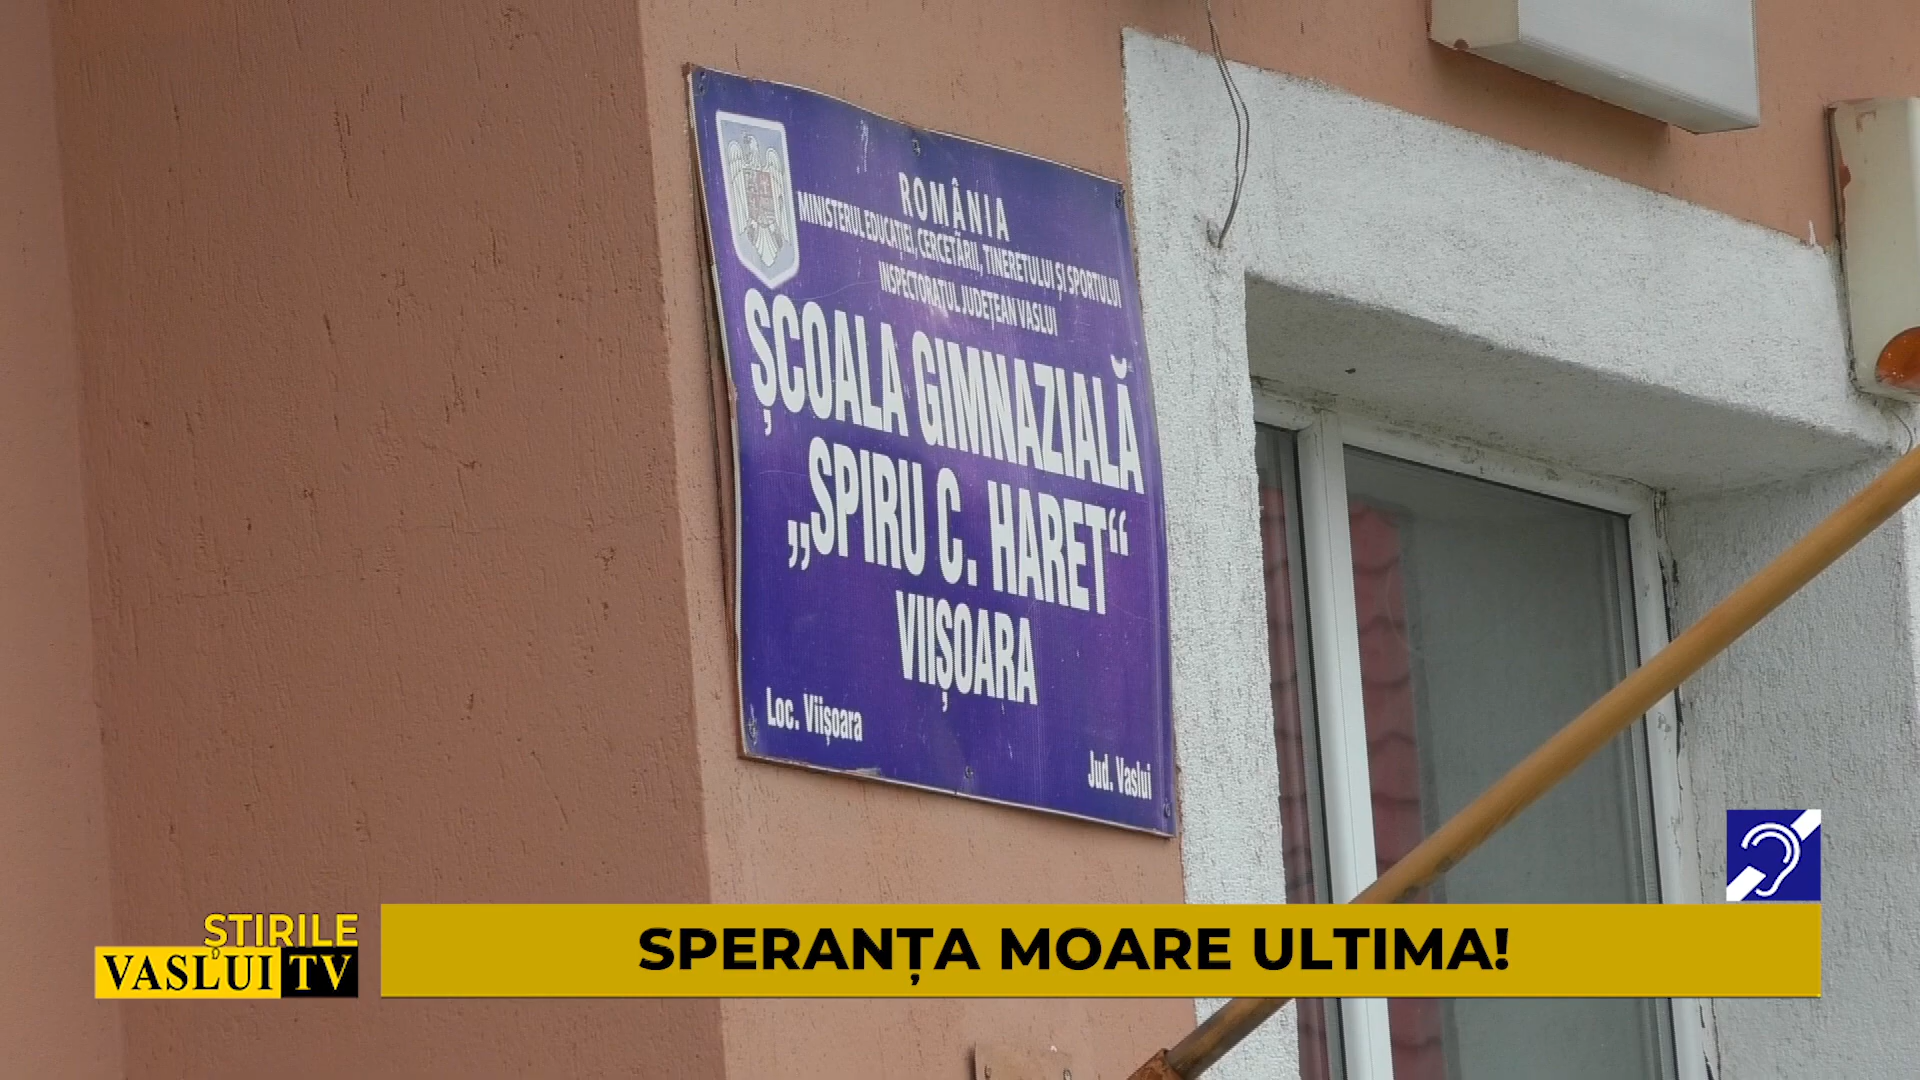 ROMÂNIA
MINISTERUL EDUCAȚIEI, CERCETĂRII, TINERETULUI ȘI SPORTULUI
INSPECTORATUL JUDEȚEAN VASLUI
ȘCOALA GIMNAZIALĂ
„SPIRU C. HARET“
VIIȘOARA
Loc. Viișoara
Jud. Vaslui
ȘTIRILE
VASLUI TV
SPERANȚA MOARE ULTIMA!